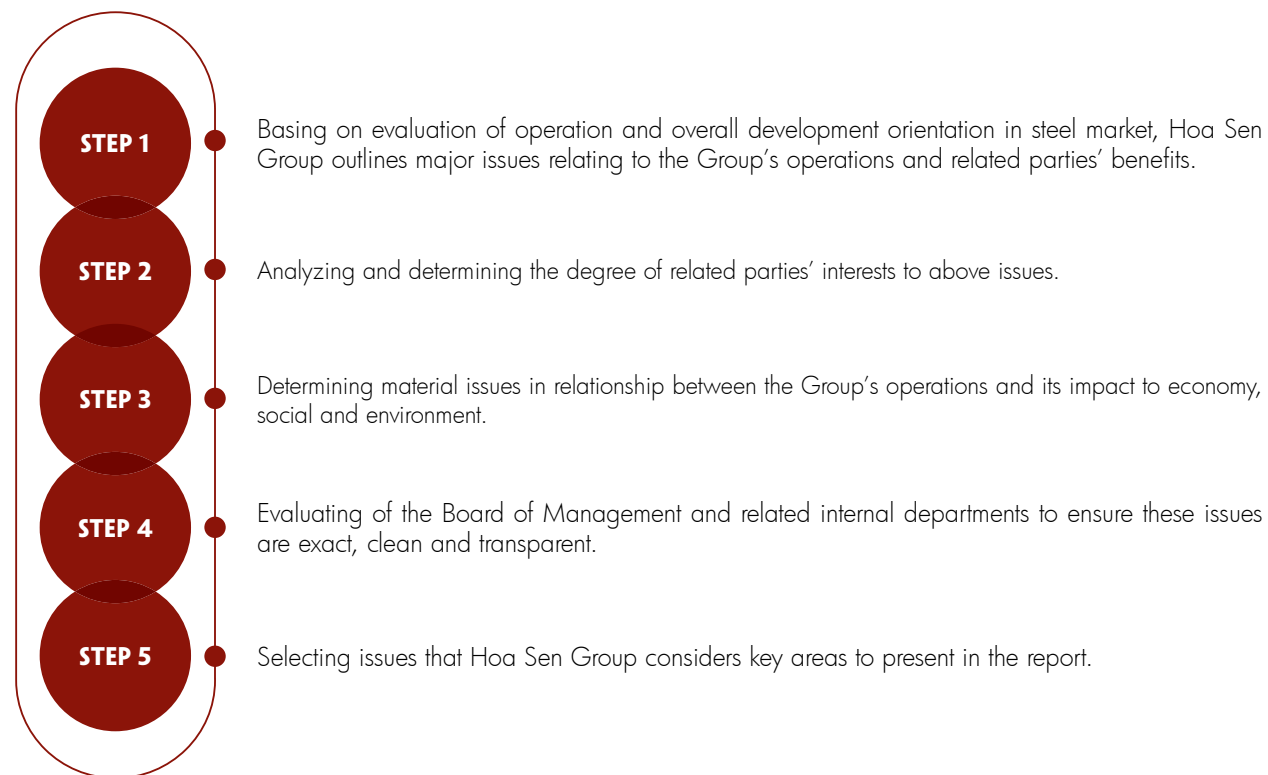 STEP 1
Basing on evaluation of operation and overall development orientation in steel market, Hoa Sen
Group outlines major issues relating to the Group’s operations and related parties’ benefits.
STEP 2
Analyzing and determining the degree of related parties’ interests to above issues.
STEP 3
Determining material issues in relationship between the Group’s operations and its impact to economy,
social and environment.
STEP 4
Evaluating of the Board of Management and related internal departments to ensure these issues
are exact, clean and transparent.
STEP 5
Selecting issues that Hoa Sen Group considers key areas to present in the report.